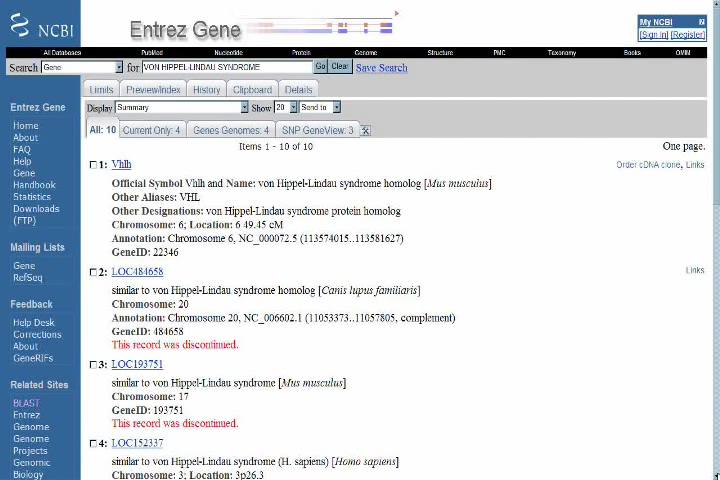 NCBI
Entrez Gene
My NCBI
[Sign In] [Register]
All Databases PubMed Nucleotide Protein Genome Structure PMC Taxonomy Books OMIM
Search Gene for VON HIPPEL-LINDAU SYNDROME Go Clear Save Search
Limits Preview/Index History Clipboard Details
Display Summary Show 20 Send to
All: 10 Current Only: 4 Genes Genomes: 4 SNP GeneView: 3
Items 1 - 10 of 10 One page.
Entrez Gene
Home
About
FAQ
Help
Gene
Handbook
Statistics
Downloads
(FTP)
Mailing Lists
Gene
RefSeq
Feedback
Help Desk
Corrections
About
GeneRIFs
Related Sites
BLAST
Entrez
Genome
Genome
Projects
Genomic
Biology
1: Vhlh Order cDNA clone, Links
Official Symbol Vhlh and Name: von Hippel-Lindau syndrome homolog [Mus musculus]
Other Aliases: VHL
Other Designations: von Hippel-Lindau syndrome protein homolog
Chromosome: 6; Location: 6 49.45 cM
Annotation: Chromosome 6, NC_000072.5 (113574015..113581627)
GeneID: 22346
2: LOC484658 Links
similar to von Hippel-Lindau syndrome homolog [Canis lupus familiaris]
Chromosome: 20
Annotation: Chromosome 20, NC_006602.1 (11053373..11057805, complement)
GeneID: 484658
This record was discontinued.
3: LOC193751
similar to von Hippel-Lindau syndrome [Mus musculus]
Chromosome: 17
GeneID: 193751
This record was discontinued.
4: LOC152337
similar to von Hippel-Lindau syndrome (H. sapiens) [Homo sapiens]
Chromosome: 3; Location: 3p26.3